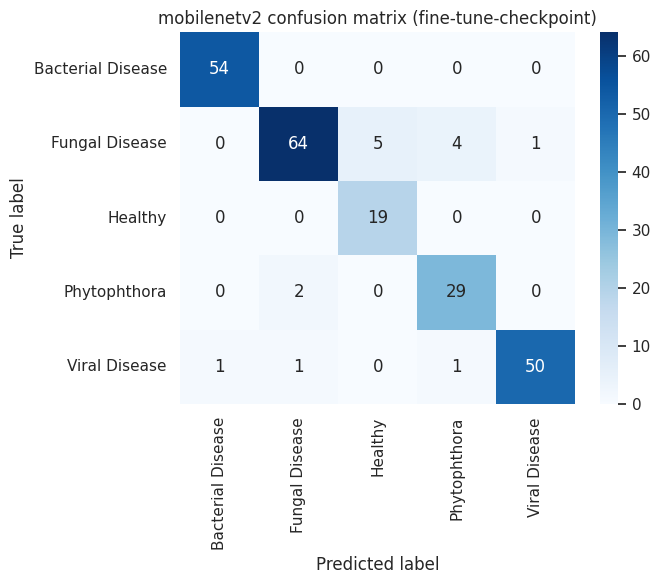 mobilenetv2 confusion matrix (fine-tune-checkpoint)
Bacterial Disease 54 0 0 0 0
Fungal Disease 0 64 5 4 1
Healthy 0 0 19 0 0
Phytophthora 0 2 0 29 0
Viral Disease 1 1 0 1 50
True label
Bacterial Disease
Fungal Disease
Healthy
Phytophthora
Viral Disease
Predicted label
60
50
40
30
20
10
0